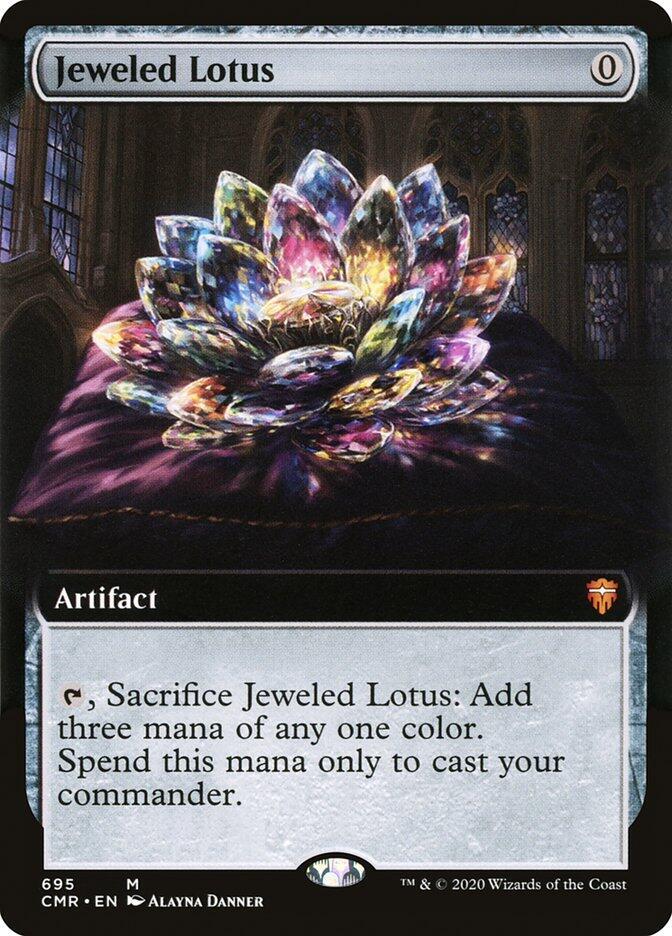 Jeweled Lotus 0
Artifact
, Sacrifice Jeweled Lotus: Add
three mana of any one color.
Spend this mana only to cast your
commander.
695 M
CMR • EN ALAYNA DANNER
™ & © 2020 Wizards of the Coast